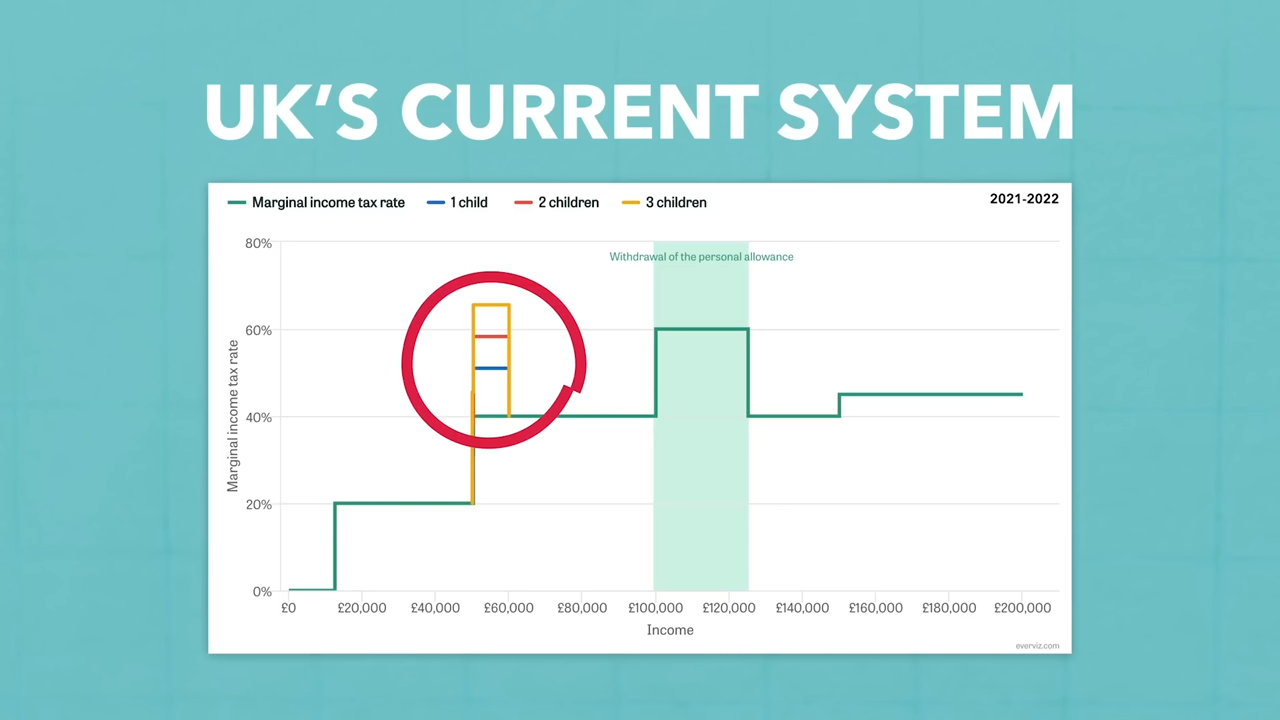 UK'S CURRENT SYSTEM
Marginal income tax rate 1 child 2 children 3 children 2021-2022
Withdrawal of the personal allowance
80%
60%
40%
20%
0%
Marginal income tax rate
£0 £20,000 £40,000 £60,000 £80,000 £100,000 £120,000 £140,000 £160,000 £180,000 £200,000
Income
everviz.com